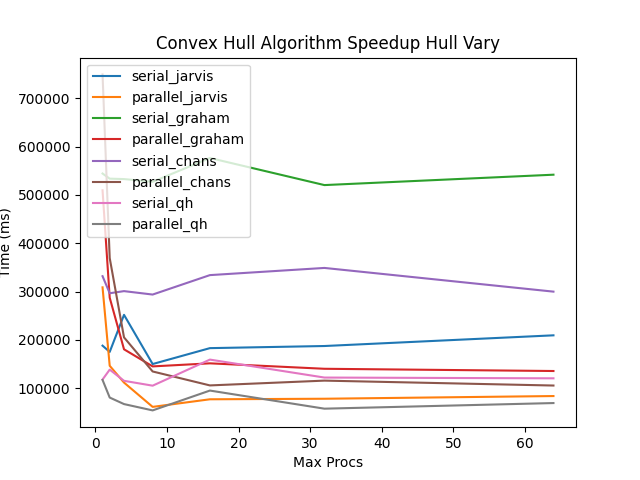 Convex Hull Algorithm Speedup Hull Vary
serial_jarvis
parallel_jarvis
serial_graham
parallel_graham
serial_chans
parallel_chans
serial_qh
parallel_qh
700000
600000
500000
400000
300000
200000
100000
Time (ms)
0 10 20 30 40 50 60
Max Procs